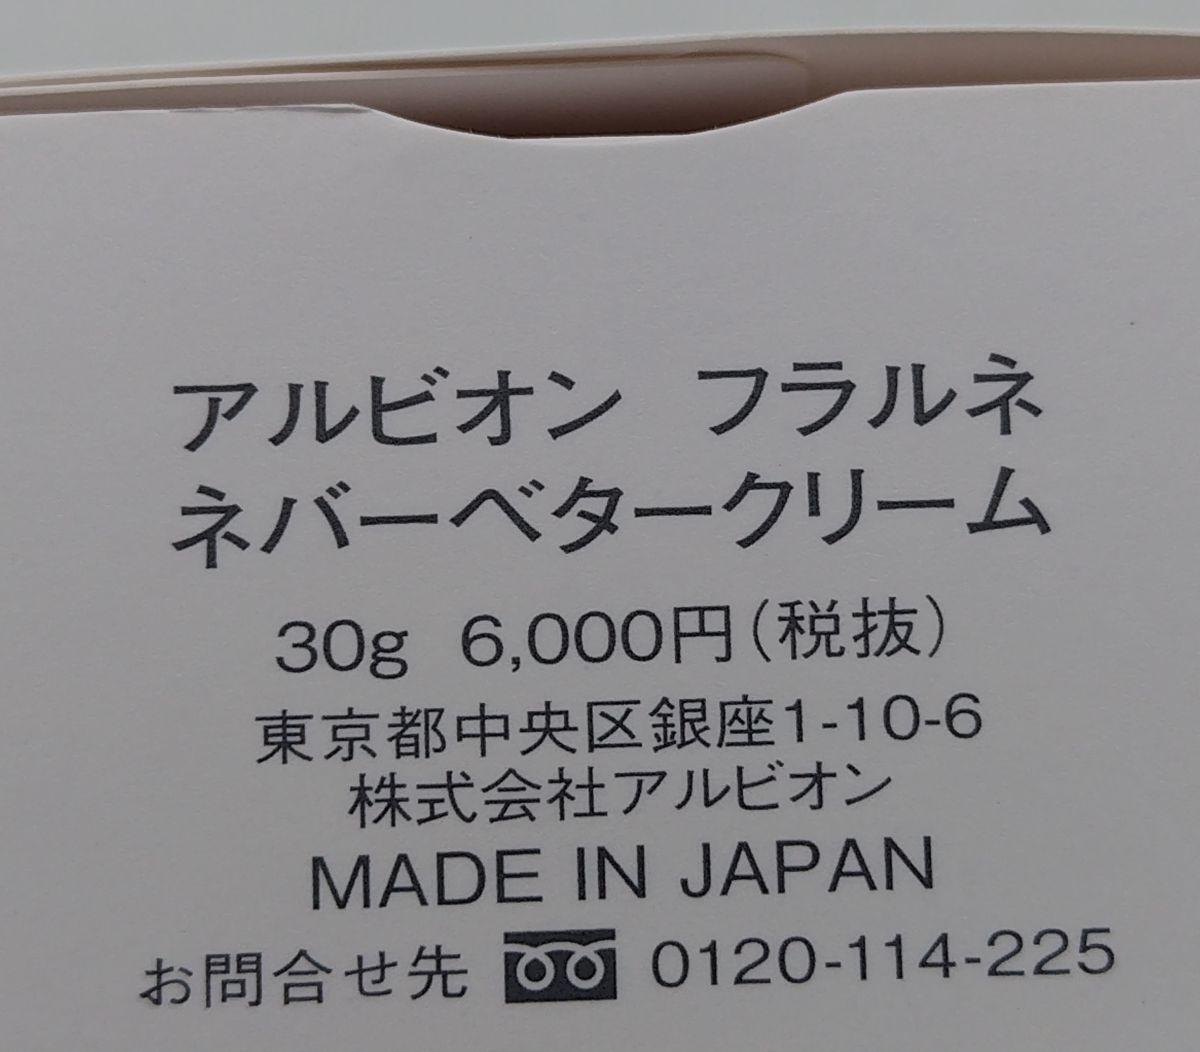 アルビオン フラルネ
ネバーベタークリーム
30g 6,000円（税抜）
東京都中央区銀座1-10-6
株式会社アルビオン
MADE IN JAPAN
お問合せ先 0120-114-225